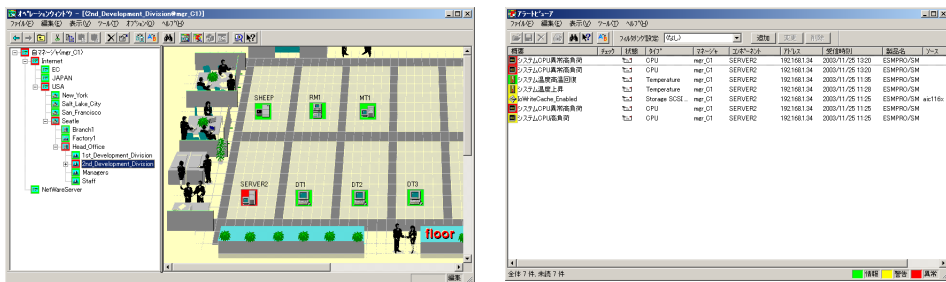 オペレーションウィンドウ - [(2nd_Development_Division@mgr_C1)]
ファイル(F) 編集(E) 表示(V) ツール(T) オプション(O) ヘルプ(H)
自マネージャ(mgr_C1)
Internet
EC
JAPAN
USA
New_York
Salt_Lake_City
San_Francisco
Seatle
Branch1
Factory1
Head_Office
1st_Development_Division
2nd_Development_Division
Managers
Staff
NetWareServer
SHEEP RM1 MT1
SERVER2 DT1 DT2 DT3
floor
編集
アラートビューア
ファイル(F) 編集(E) 表示(V) ツール(T) ヘルプ(H)
フィルタリング設定 (なし) 追加 変更 削除
概要 チェック 状態 タイプ マネージャ コンポーネント アドレス 受信時刻 製品名 ソース
システムCPU異常高負荷 CPU mgr_C1 SERVER2 192.168.1.34 2003/11/25 13:20 ESMPRO/SM
システムCPU異常高負荷 CPU mgr_C1 SERVER2 192.168.1.34 2003/11/25 13:20 ESMPRO/SM
システム温度高温回復 Temperature mgr_C1 SERVER2 192.168.1.34 2003/11/25 11:35 ESMPRO/SM
システム温度上昇 Temperature mgr_C1 SERVER2 192.168.1.34 2003/11/25 11:28 ESMPRO/SM
IoWriteCache_Enabled Storage SCSI... mgr_C1 SERVER2 192.168.1.34 2003/11/25 11:25 ESMPRO/SM aic116x
システムCPU異常高負荷 CPU mgr_C1 SERVER2 192.168.1.34 2003/11/25 11:25 ESMPRO/SM
システムCPU高負荷 CPU mgr_C1 SERVER2 192.168.1.34 2003/11/25 11:25 ESMPRO/SM
全体 7 件, 未読 7 件 情報 警告 異常